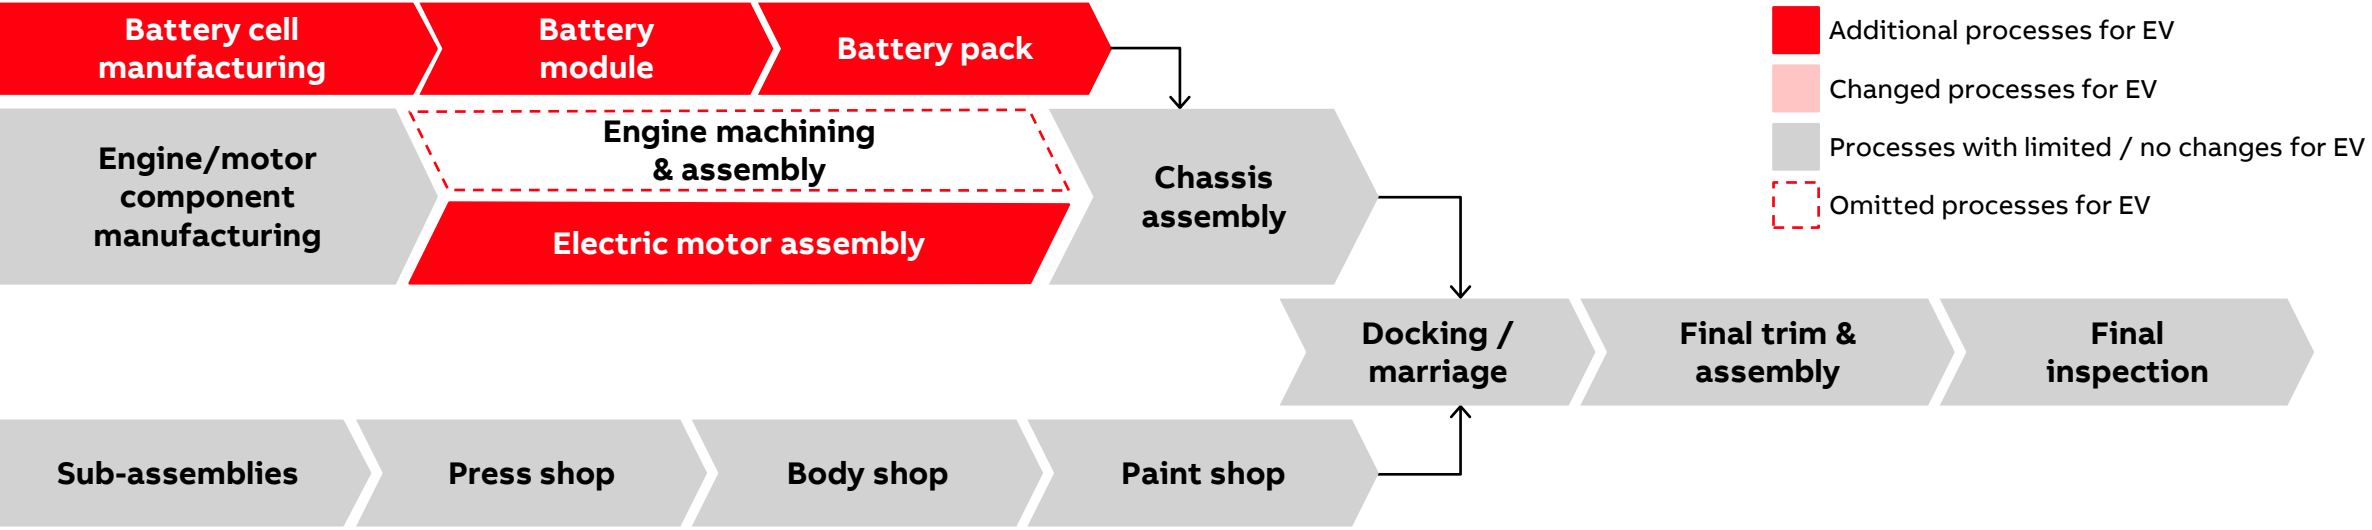 Battery cell
manufacturing
Battery
module
Battery pack
Additional processes for EV
Changed processes for EV
Processes with limited / no changes for EV
Omitted processes for EV
Engine/motor
component
manufacturing
Engine machining
& assembly
Electric motor assembly
Chassis
assembly
Docking /
marriage
Final trim &
assembly
Final
inspection
Sub-assemblies
Press shop
Body shop
Paint shop